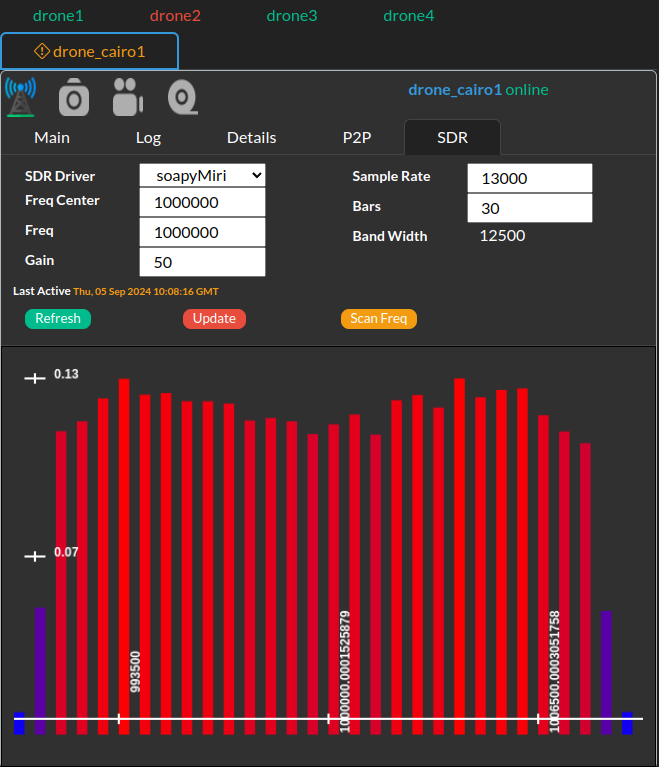 drone1 drone2 drone3 drone4
drone_cairo1
drone_cairo1 online
Main Log Details P2P SDR
SDR Driver soapyMiri Sample Rate 13000
Freq Center 1000000 Bars 30
Freq 1000000 Band Width 12500
Gain 50
Last Active Thu, 05 Sep 2024 10:08:16 GMT
Refresh Update Scan Freq
0.13
0.07
993500
1000000.0001525879
1006500.0003051758